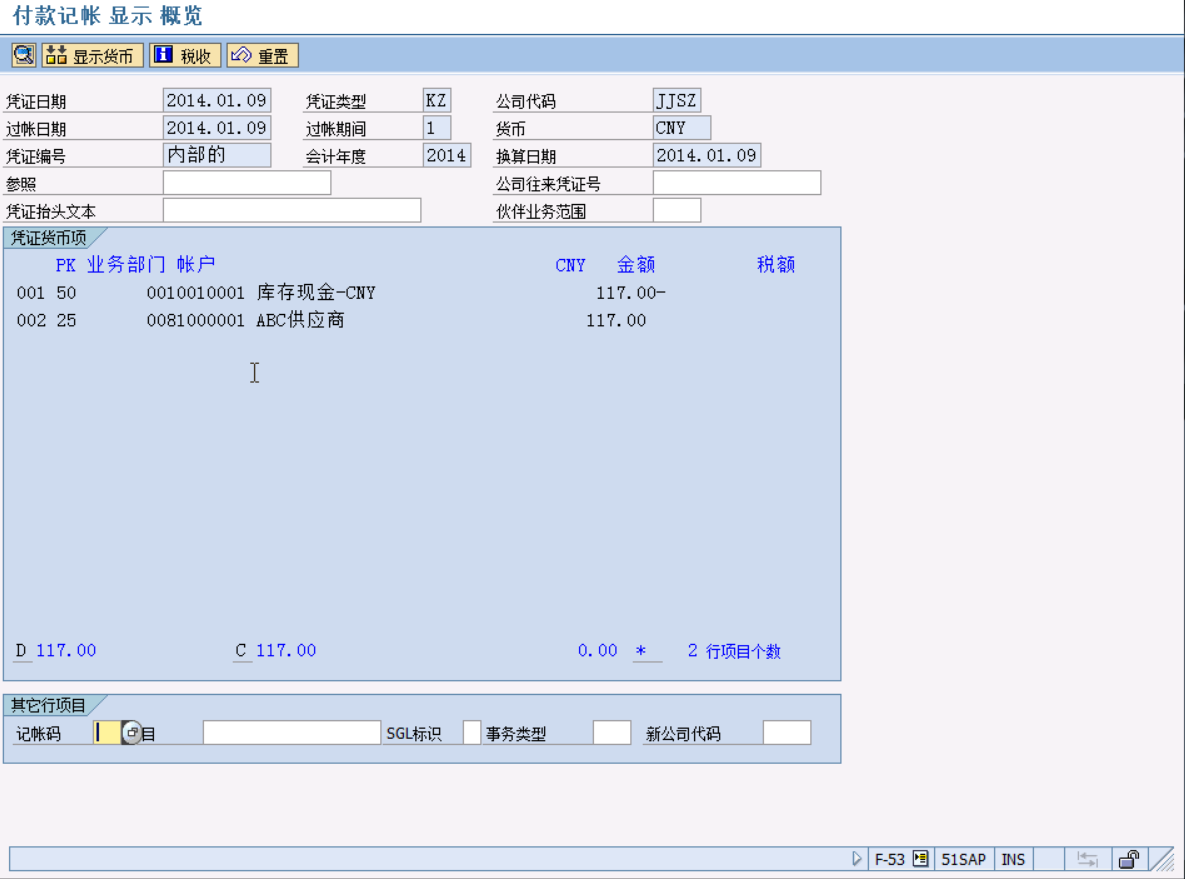 付款记帐 显示 概览
显示货币 税收 重置
凭证日期 2014.01.09 凭证类型 KZ 公司代码 JJSZ
过帐日期 2014.01.09 过帐期间 1 货币 CNY
凭证编号 内部的 会计年度 2014 换算日期 2014.01.09
参照 公司往来凭证号
凭证抬头文本 伙伴业务范围
凭证货币项
PK 业务部门 帐户 CNY 金额 税额
001 50 0010010001 库存现金-CNY 117.00-
002 25 0081000001 ABC供应商 117.00
D 117.00 C 117.00 0.00 * 2 行项目个数
其它行项目
记帐码 目 SGL标识 事务类型 新公司代码
F-53 51SAP INS